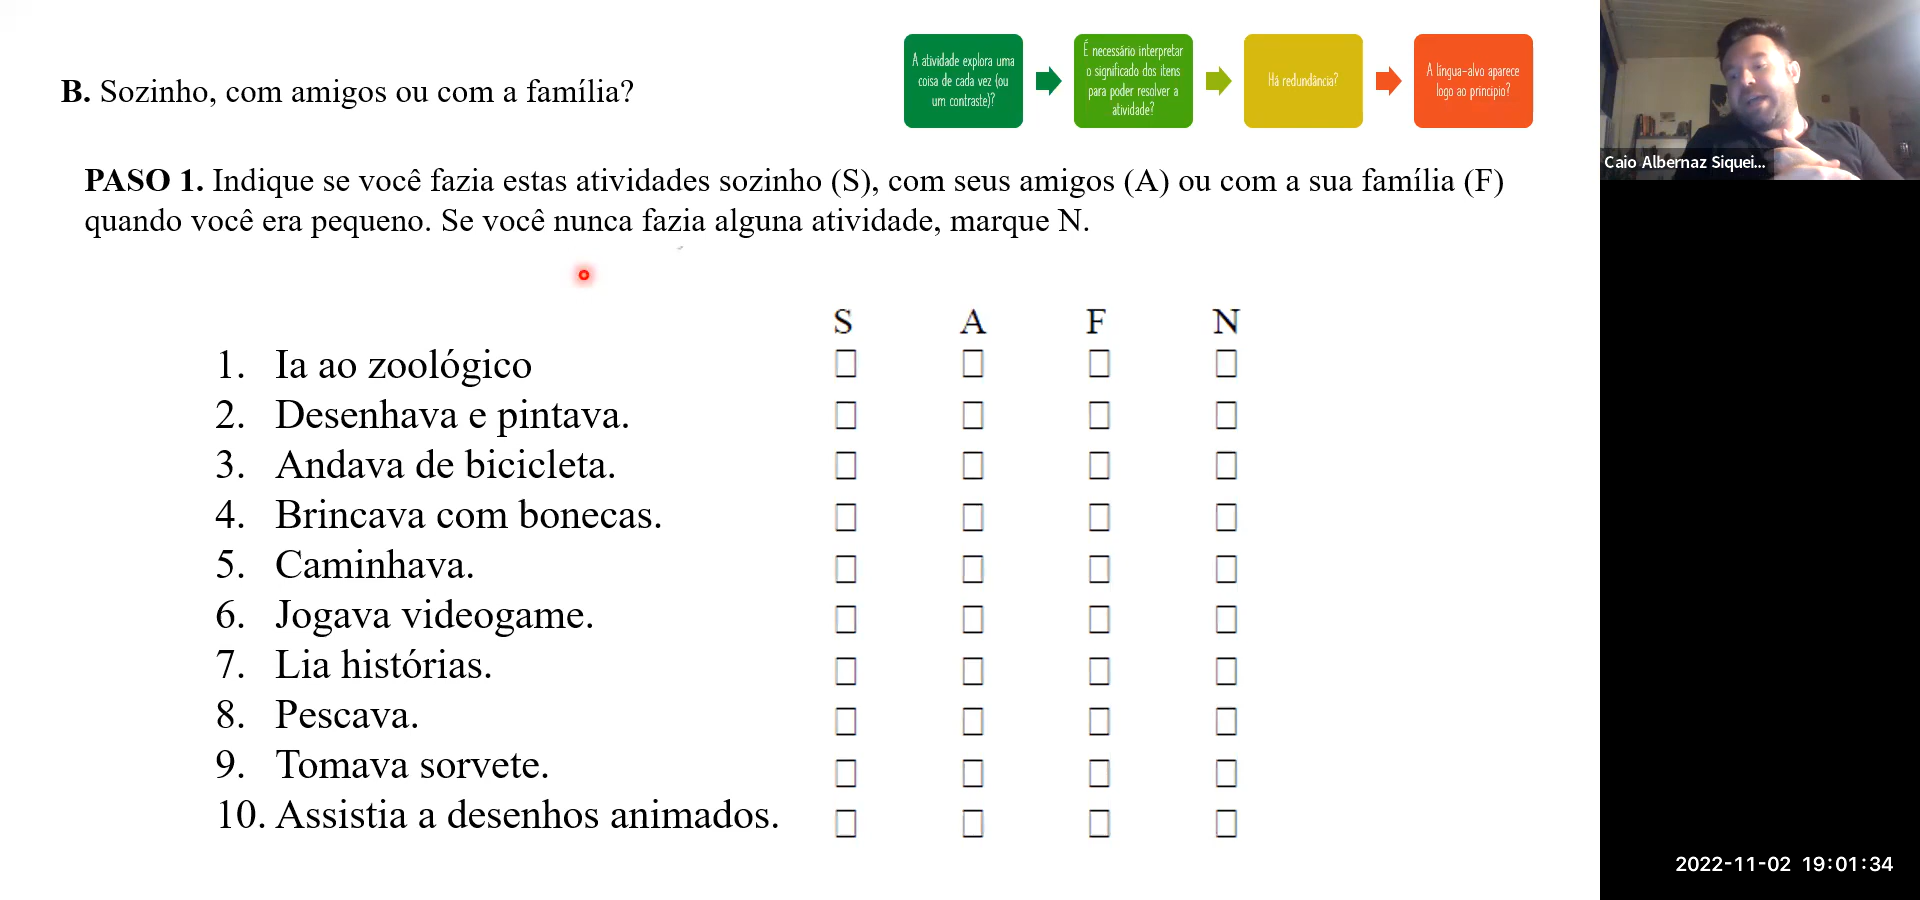 A atividade explora uma
coisa de cada vez (ou
um contraste)?
É necessário interpretar
o significado dos itens
para poder resolver a
atividade?
Há redundância?
A língua-alvo aparece
logo ao princípio?
B. Sozinho, com amigos ou com a família?
Caio Albernaz Siquei...
PASO 1. Indique se você fazia estas atividades sozinho (S), com seus amigos (A) ou com a sua família (F)
quando você era pequeno. Se você nunca fazia alguna atividade, marque N.
S A F N
1. Ia ao zoológico
2. Desenhava e pintava.
3. Andava de bicicleta.
4. Brincava com bonecas.
5. Caminhava.
6. Jogava videogame.
7. Lia histórias.
8. Pescava.
9. Tomava sorvete.
10. Assistia a desenhos animados.
2022-11-02 19:01:34